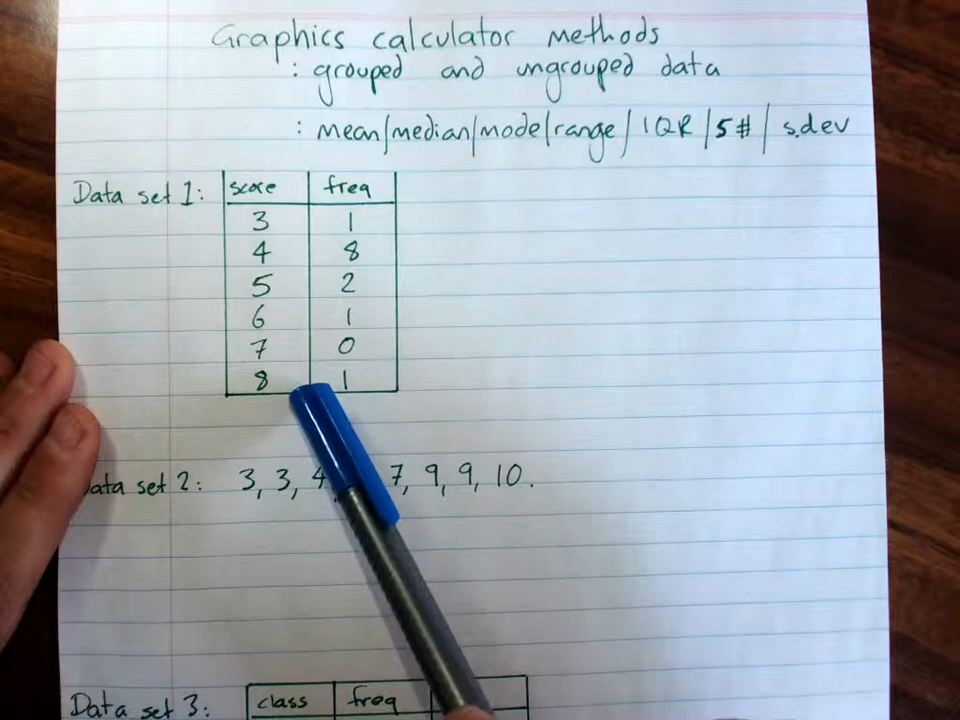 Graphics calculator methods
: grouped and ungrouped data
: mean/median/mode/range/IQR/5#/s.dev
Data set 1:
score freq
3 1
4 8
5 2
6 1
7 0
8 1
Data set 2: 3, 3, 4, 7, 9, 9, 10.
Data set 3:
class freq